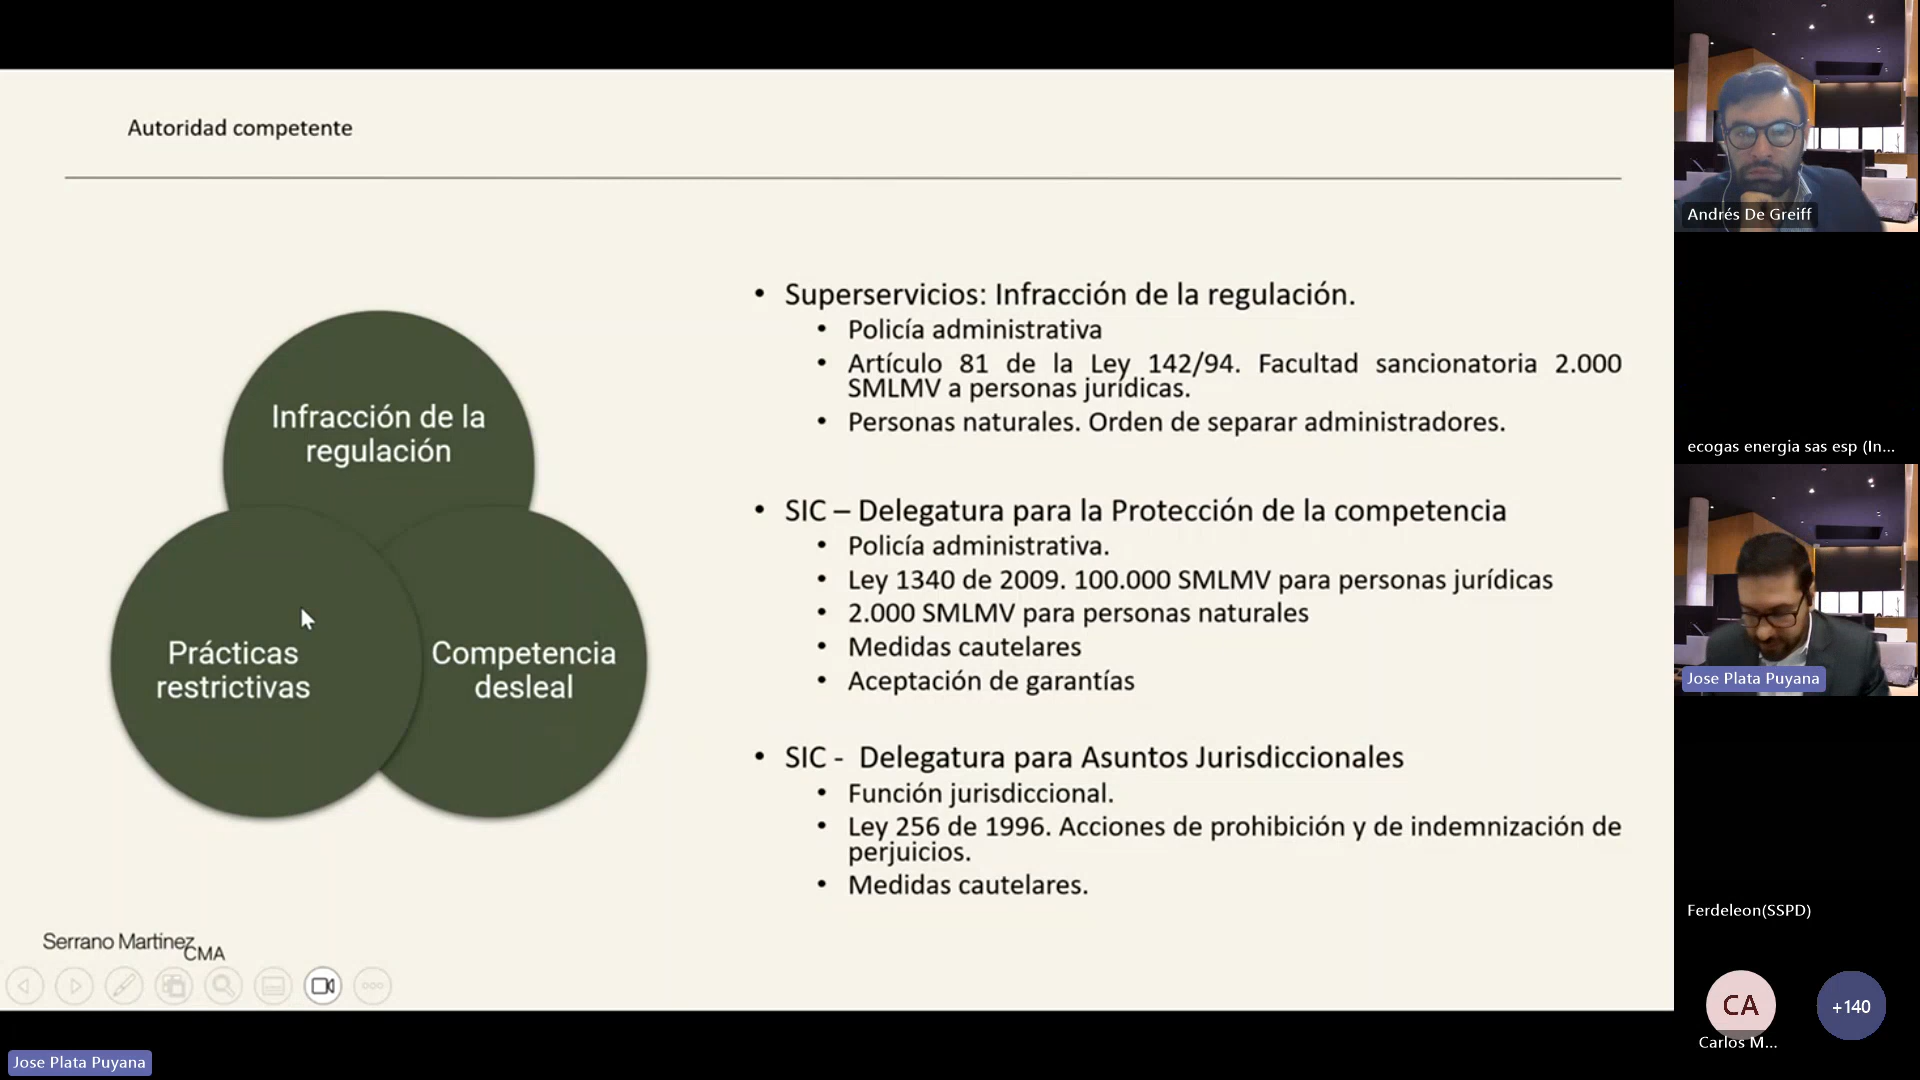 Autoridad competente
Infracción de la
regulación
Prácticas
restrictivas
Competencia
desleal
• Superservicios: Infracción de la regulación.
• Policía administrativa
• Artículo 81 de la Ley 142/94. Facultad sancionatoria 2.000
SMLMV a personas jurídicas.
• Personas naturales. Orden de separar administradores.
• SIC – Delegatura para la Protección de la competencia
• Policía administrativa.
• Ley 1340 de 2009. 100.000 SMLMV para personas jurídicas
• 2.000 SMLMV para personas naturales
• Medidas cautelares
• Aceptación de garantías
• SIC - Delegatura para Asuntos Jurisdiccionales
• Función jurisdiccional.
• Ley 256 de 1996. Acciones de prohibición y de indemnización de
perjuicios.
• Medidas cautelares.
Serrano Martínez
CMA
Jose Plata Puyana
Andrés De Greiff
ecogas energia sas esp (In...
Jose Plata Puyana
Ferdeleon(SSPD)
CA
+140
Carlos M...